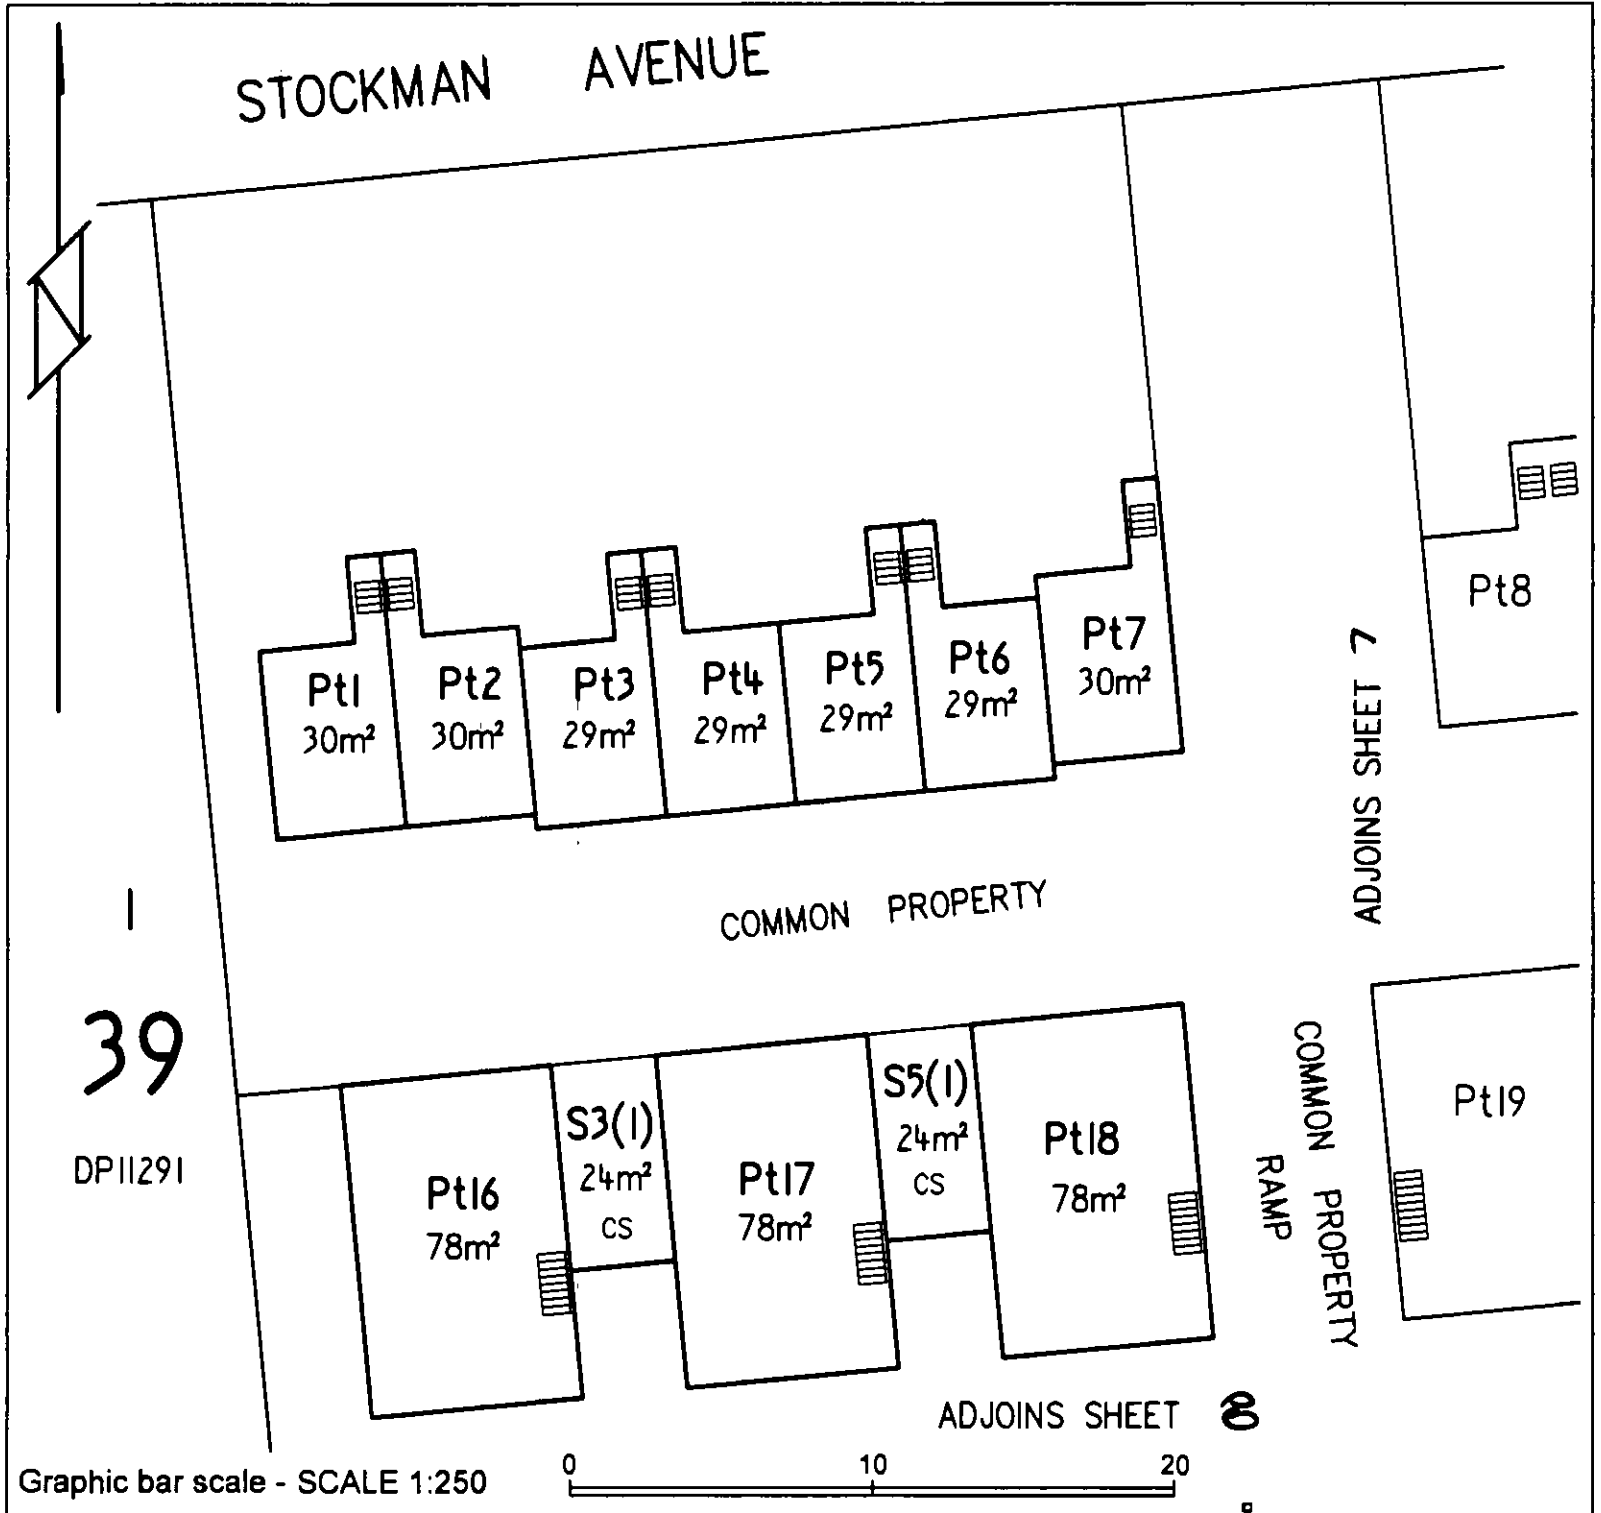 STOCKMAN AVENUE
Pt8
Pt1
30m²
Pt2
30m²
Pt3
29m²
Pt4
29m²
Pt5
29m²
Pt6
29m²
Pt7
30m²
ADJOINS SHEET 7
COMMON PROPERTY
1
39
DP11291
Pt16
78m²
S3(1)
24m²
CS
Pt17
78m²
S5(1)
24m²
CS
Pt18
78m²
COMMON PROPERTY
RAMP
Pt19
ADJOINS SHEET 8
Graphic bar scale - SCALE 1:250
0 10 20